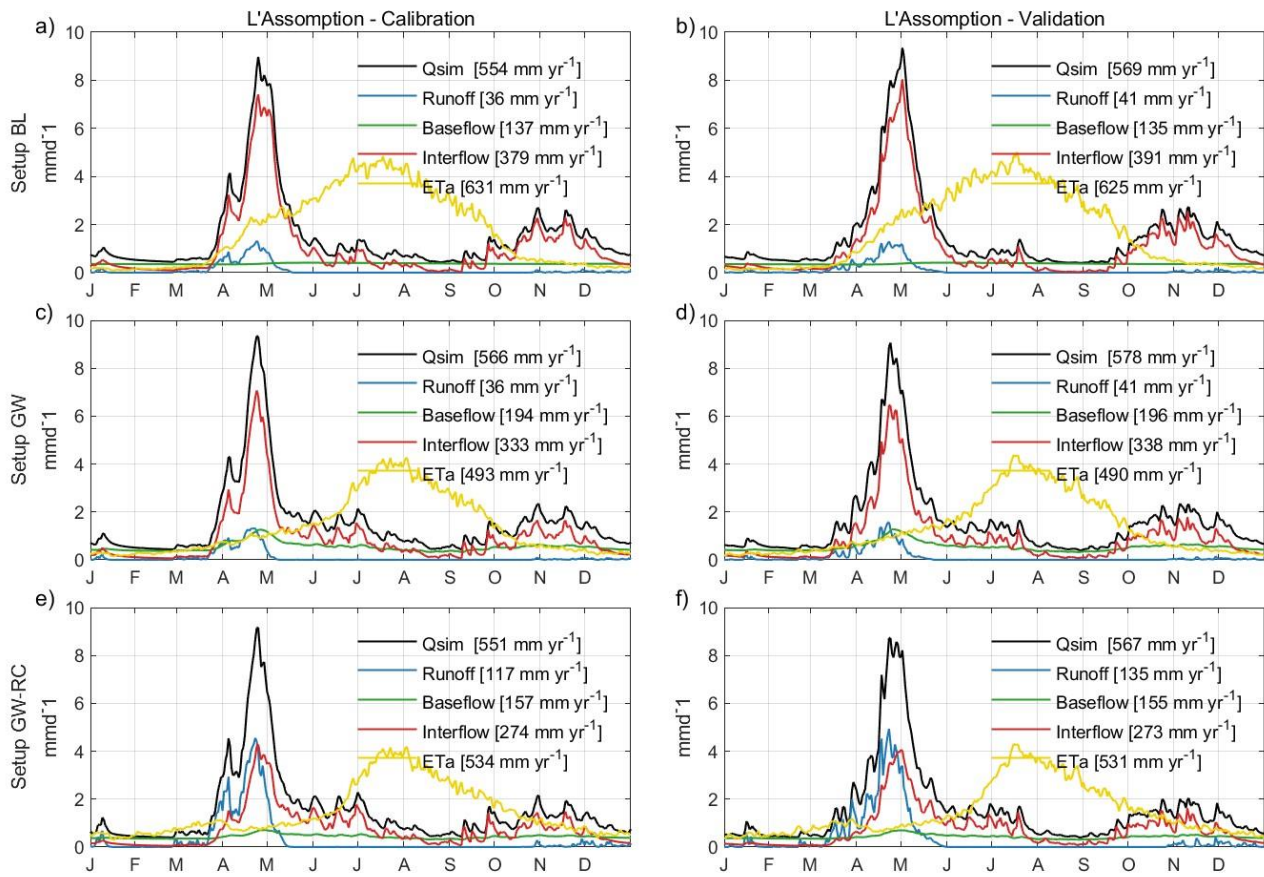 L'Assomption - Calibration
L'Assomption - Validation
a)
10
8
6
4
2
0
Setup BL
mmd⁻1
Qsim [554 mm yr⁻¹]
Runoff [36 mm yr⁻¹]
Baseflow [137 mm yr⁻¹]
Interflow [379 mm yr⁻¹]
ETa [631 mm yr⁻¹]
J F M A M J J A S O N D
b)
10
8
6
4
2
0
mmd⁻1
Qsim [569 mm yr⁻¹]
Runoff [41 mm yr⁻¹]
Baseflow [135 mm yr⁻¹]
Interflow [391 mm yr⁻¹]
ETa [625 mm yr⁻¹]
J F M A M J J A S O N D
c)
10
8
6
4
2
0
Setup GW
mmd⁻1
Qsim [566 mm yr⁻¹]
Runoff [36 mm yr⁻¹]
Baseflow [194 mm yr⁻¹]
Interflow [333 mm yr⁻¹]
ETa [493 mm yr⁻¹]
J F M A M J J A S O N D
d)
10
8
6
4
2
0
mmd⁻1
Qsim [578 mm yr⁻¹]
Runoff [41 mm yr⁻¹]
Baseflow [196 mm yr⁻¹]
Interflow [338 mm yr⁻¹]
ETa [490 mm yr⁻¹]
J F M A M J J A S O N D
e)
10
8
6
4
2
0
Setup GW-RC
mmd⁻1
Qsim [551 mm yr⁻¹]
Runoff [117 mm yr⁻¹]
Baseflow [157 mm yr⁻¹]
Interflow [274 mm yr⁻¹]
ETa [534 mm yr⁻¹]
J F M A M J J A S O N D
f)
10
8
6
4
2
0
mmd⁻1
Qsim [567 mm yr⁻¹]
Runoff [135 mm yr⁻¹]
Baseflow [155 mm yr⁻¹]
Interflow [273 mm yr⁻¹]
ETa [531 mm yr⁻¹]
J F M A M J J A S O N D